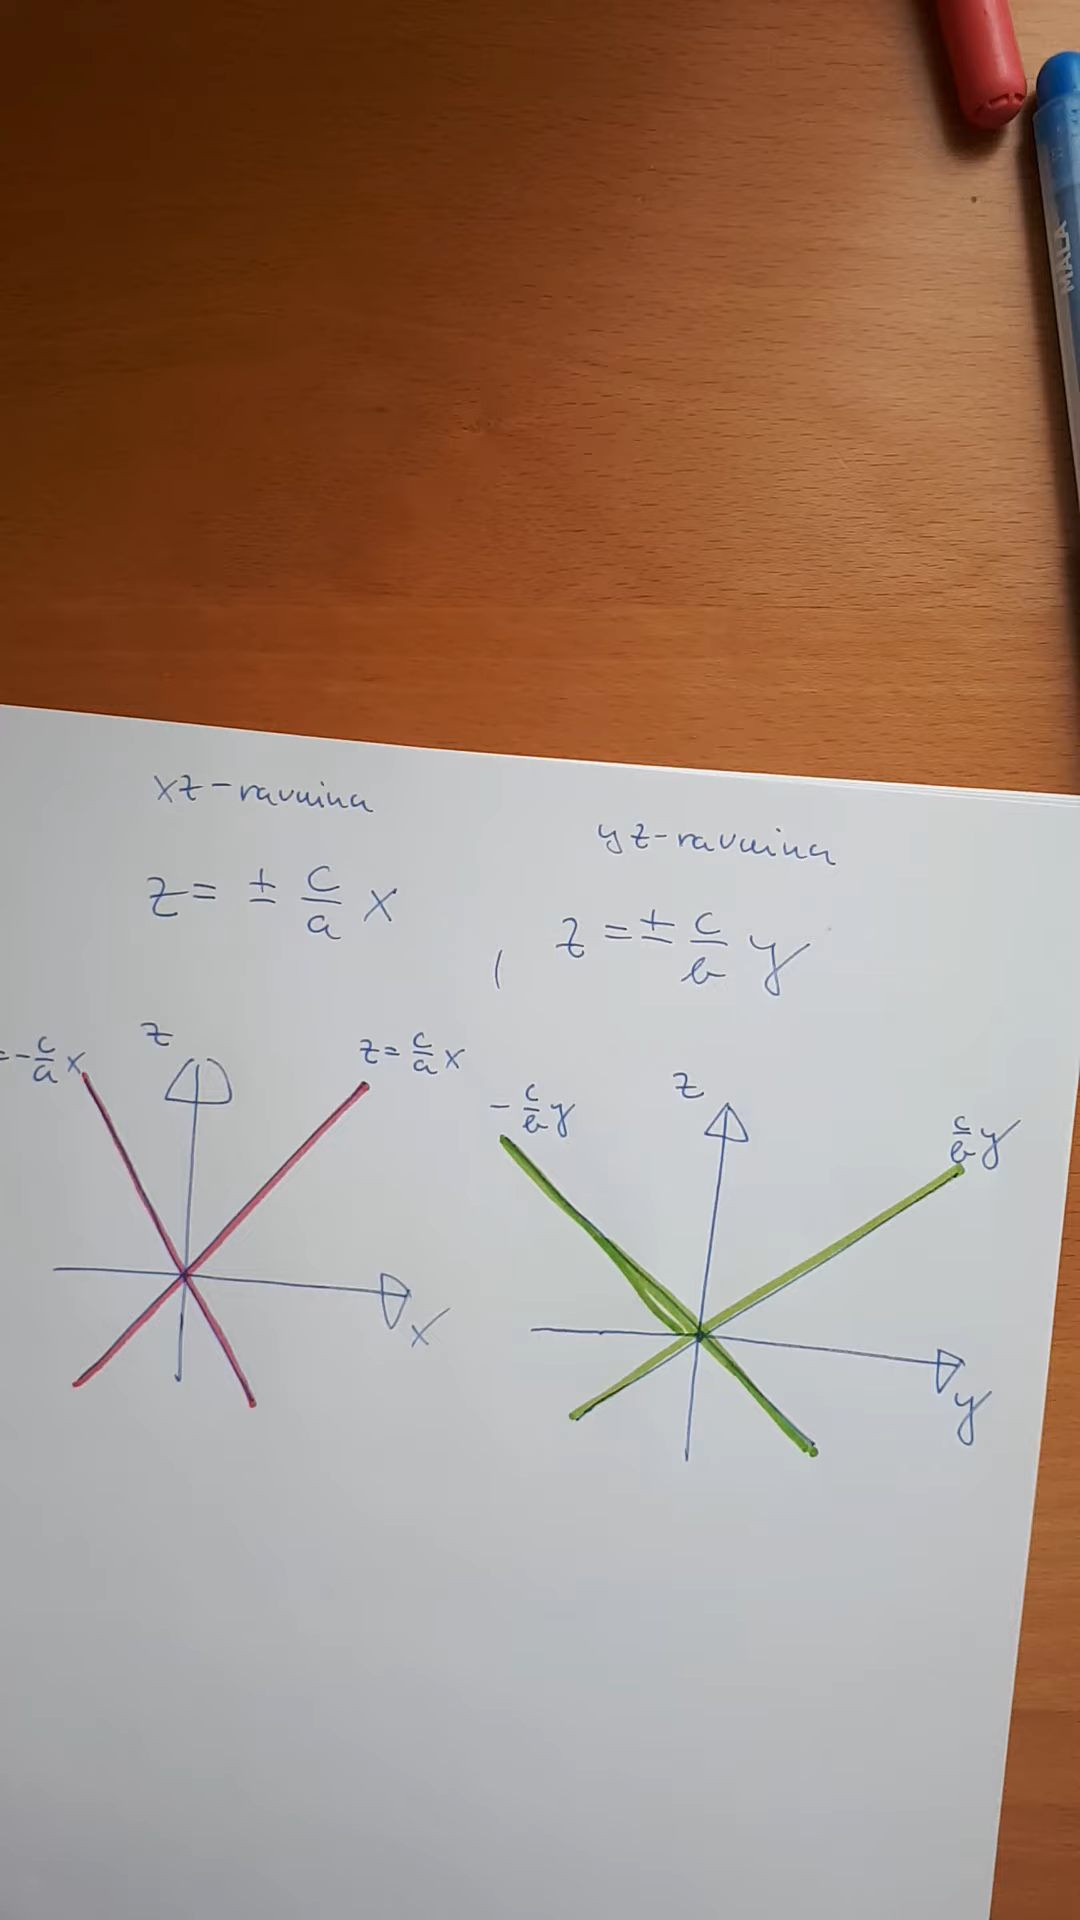 xz-ravnina
z = ± c/a x
yz-ravnina
, z = ± c/b y
= -c/a x
z
z = c/a x
x
-c/b y
z
c/b y
y
MALA